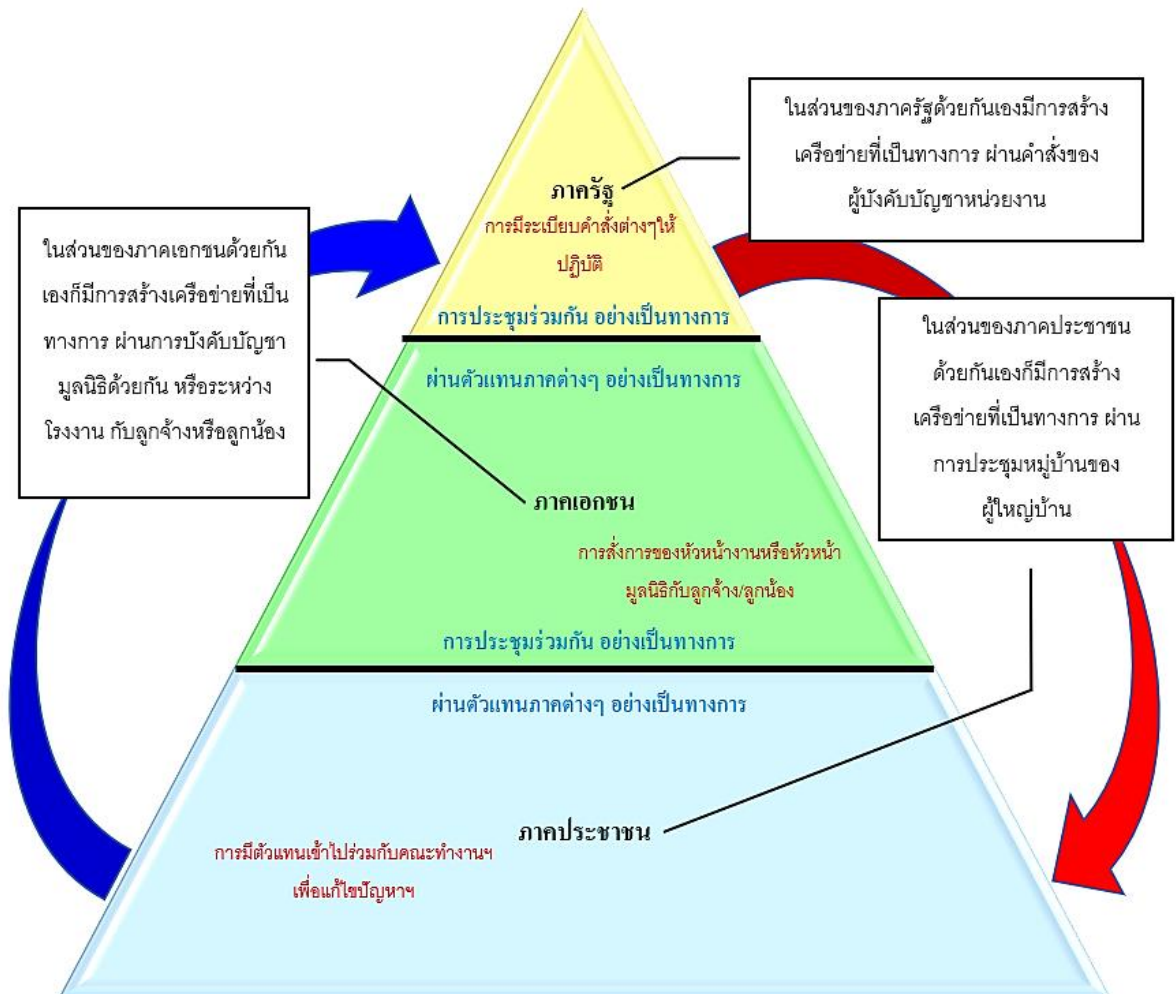 ในส่วนของภาครัฐด้วยกันเองมีการสร้าง
เครือข่ายที่เป็นทางการ ผ่านคำสั่งของ
ผู้บังคับบัญชาหน่วยงาน
ภาครัฐ
การมีระเบียบคำสั่งต่างๆให้
ปฏิบัติ
การประชุมร่วมกัน อย่างเป็นทางการ
ในส่วนของภาคเอกชนด้วยกัน
เองก็มีการสร้างเครือข่ายที่เป็น
ทางการ ผ่านการบังคับบัญชา
มูลนิธิด้วยกัน หรือระหว่าง
โรงงาน กับลูกจ้างหรือลูกน้อง
ในส่วนของภาคประชาชน
ด้วยกันเองก็มีการสร้าง
เครือข่ายที่เป็นทางการ ผ่าน
การประชุมหมู่บ้านของ
ผู้ใหญ่บ้าน
ผ่านตัวแทนภาคต่างๆ อย่างเป็นทางการ
ภาคเอกชน
การสั่งการของหัวหน้างานหรือหัวหน้า
มูลนิธิกับลูกจ้าง/ลูกน้อง
การประชุมร่วมกัน อย่างเป็นทางการ
ผ่านตัวแทนภาคต่างๆ อย่างเป็นทางการ
ภาคประชาชน
การมีตัวแทนเข้าไปร่วมกับคณะทำงานฯ
เพื่อแก้ไขปัญหาฯ